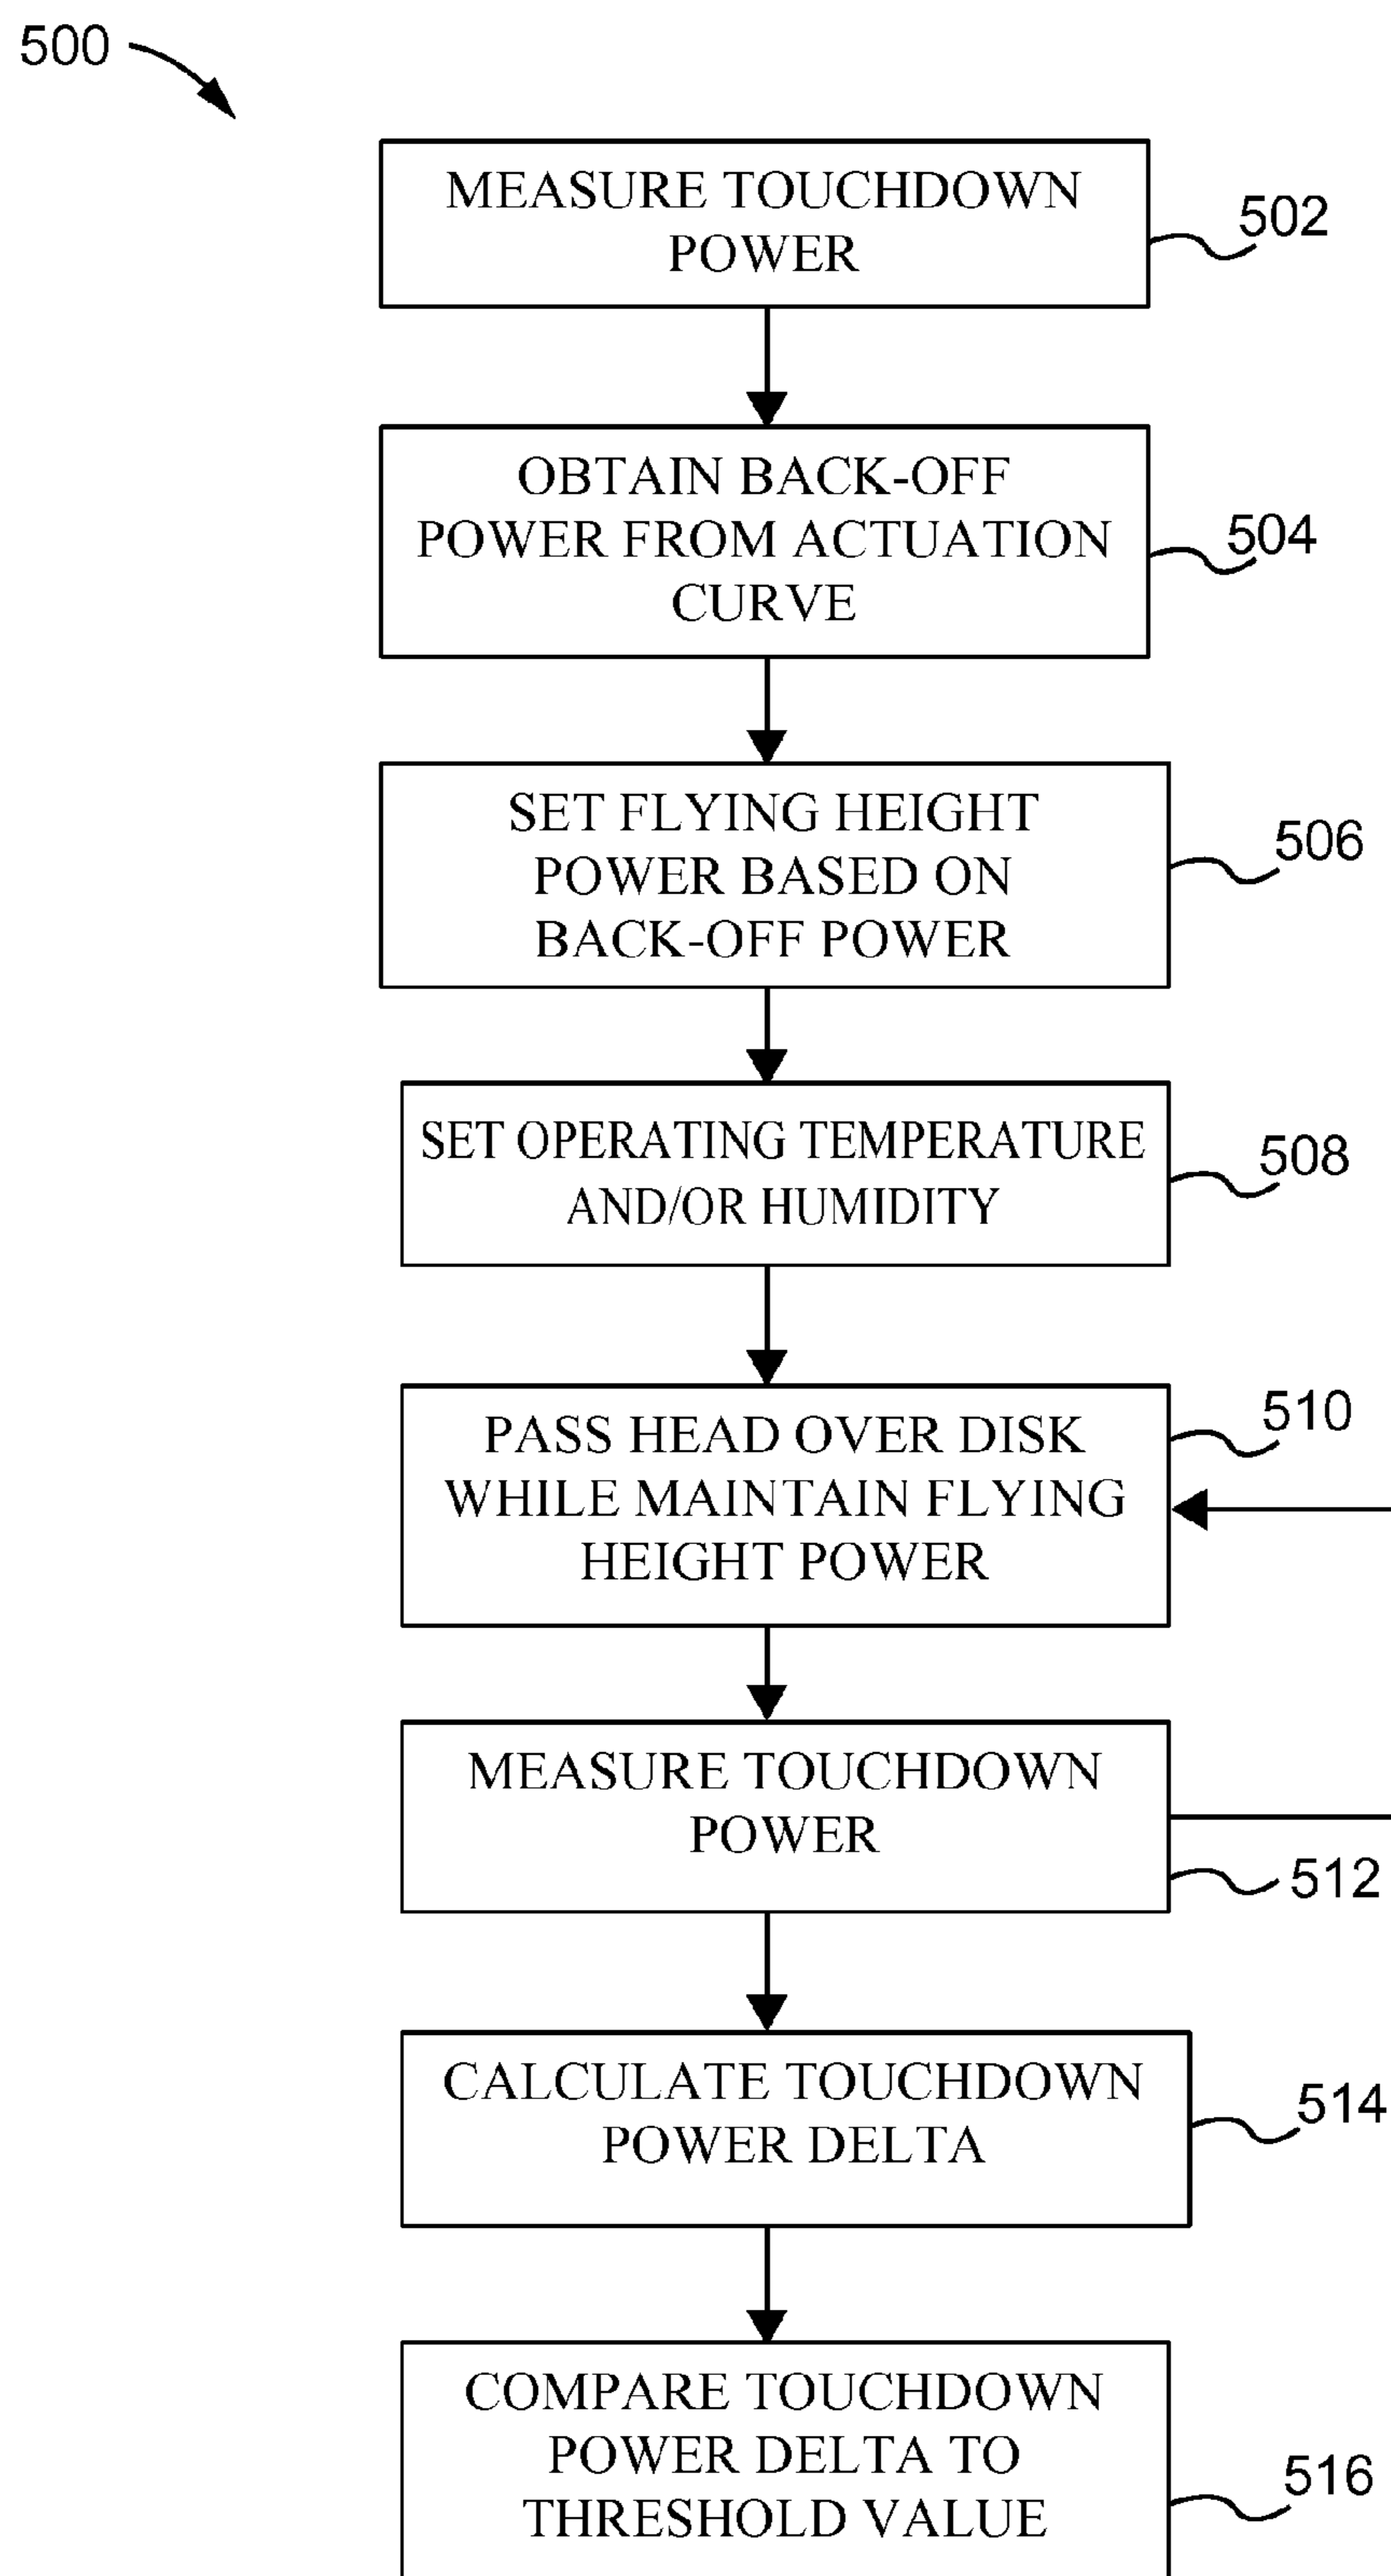 500
MEASURE TOUCHDOWN
POWER
502
OBTAIN BACK-OFF
POWER FROM ACTUATION
CURVE
504
SET FLYING HEIGHT
POWER BASED ON
BACK-OFF POWER
506
SET OPERATING TEMPERATURE
AND/OR HUMIDITY
508
PASS HEAD OVER DISK
WHILE MAINTAIN FLYING
HEIGHT POWER
510
MEASURE TOUCHDOWN
POWER
512
CALCULATE TOUCHDOWN
POWER DELTA
514
COMPARE TOUCHDOWN
POWER DELTA TO
THRESHOLD VALUE
516